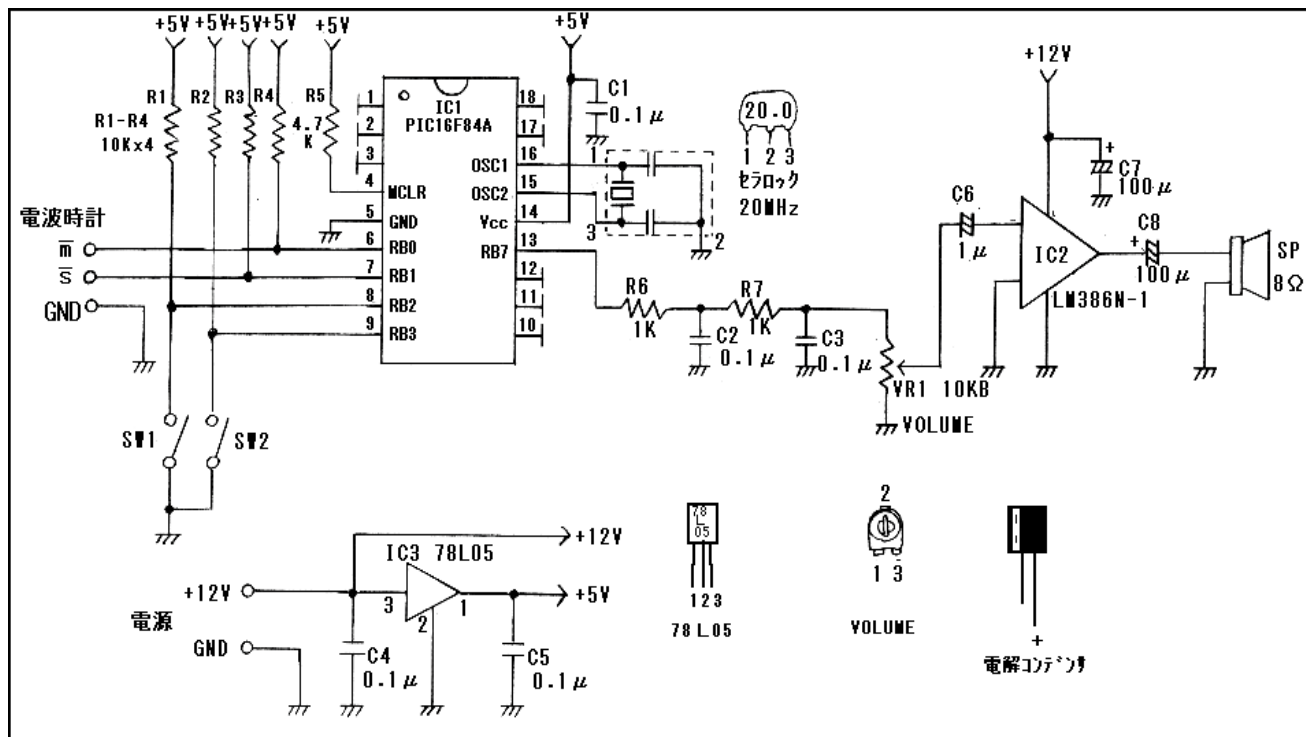 +5V +5V +5V +5V +5V
R1 R2 R3 R4 R5
R1-R4
10Kx4
4.7
K
IC1
PIC16F84A
1
2
3
4 MCLR
5 GND
6 RB0
7 RB1
8 RB2
9 RB3
18
17
16 OSC1
15 OSC2
14 Vcc
13 RB7
12
11
10
電波時計
m̅
s̅
GND
SW1
SW2
+5V
C1
0.1μ
1
3
2
20.0
1 2 3
セラロック
20MHz
R6
1K
R7
1K
C2
0.1μ
C3
0.1μ
VR1 10KB
VOLUME
+12V
+
C7
100μ
C6
1μ
IC2
LM386N-1
+
C8
100μ
SP
8Ω
+12V
IC3 78L05
+12V
3
2
1
+5V
電源
GND
C4
0.1μ
C5
0.1μ
78
L
05
123
78L05
2
1 3
VOLUME
+
電解コンデンサ